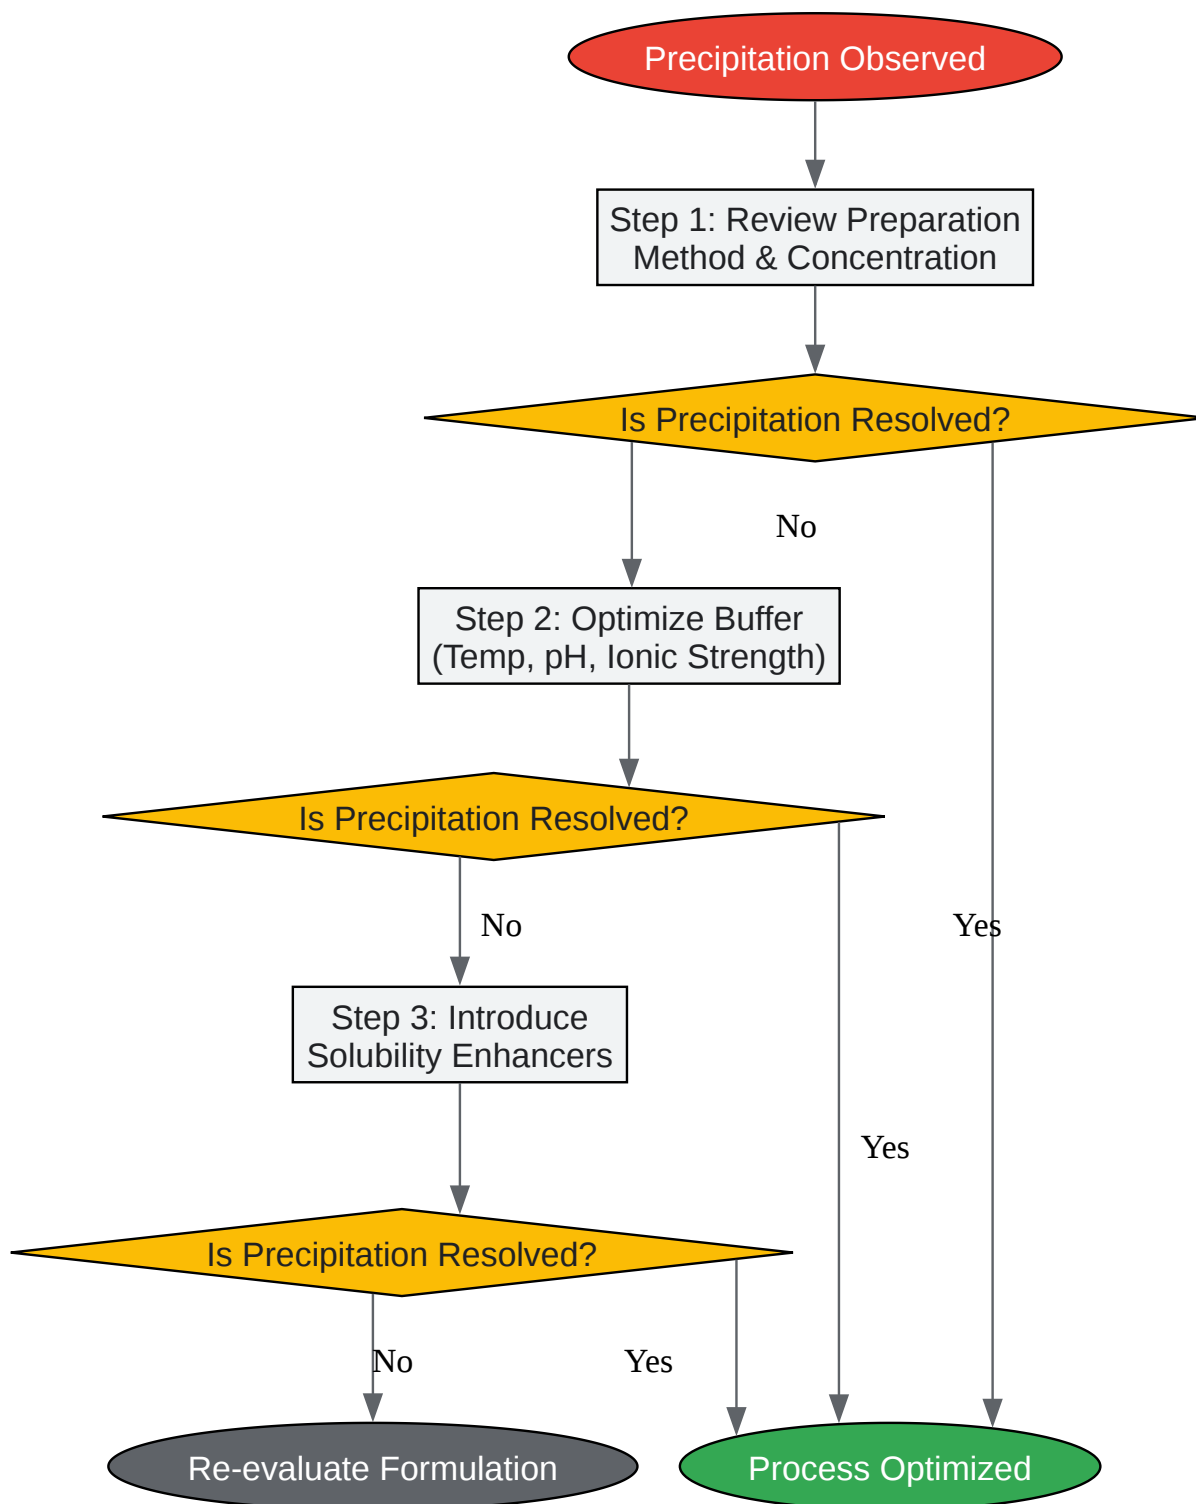 Precipitation Observed
Step 1: Review Preparation
Method & Concentration
Is Precipitation Resolved?
No
Step 2: Optimize Buffer
(Temp, pH, Ionic Strength)
Is Precipitation Resolved?
No
Yes
Step 3: Introduce
Solubility Enhancers
Yes
Is Precipitation Resolved?
No
Yes
Re-evaluate Formulation
Process Optimized